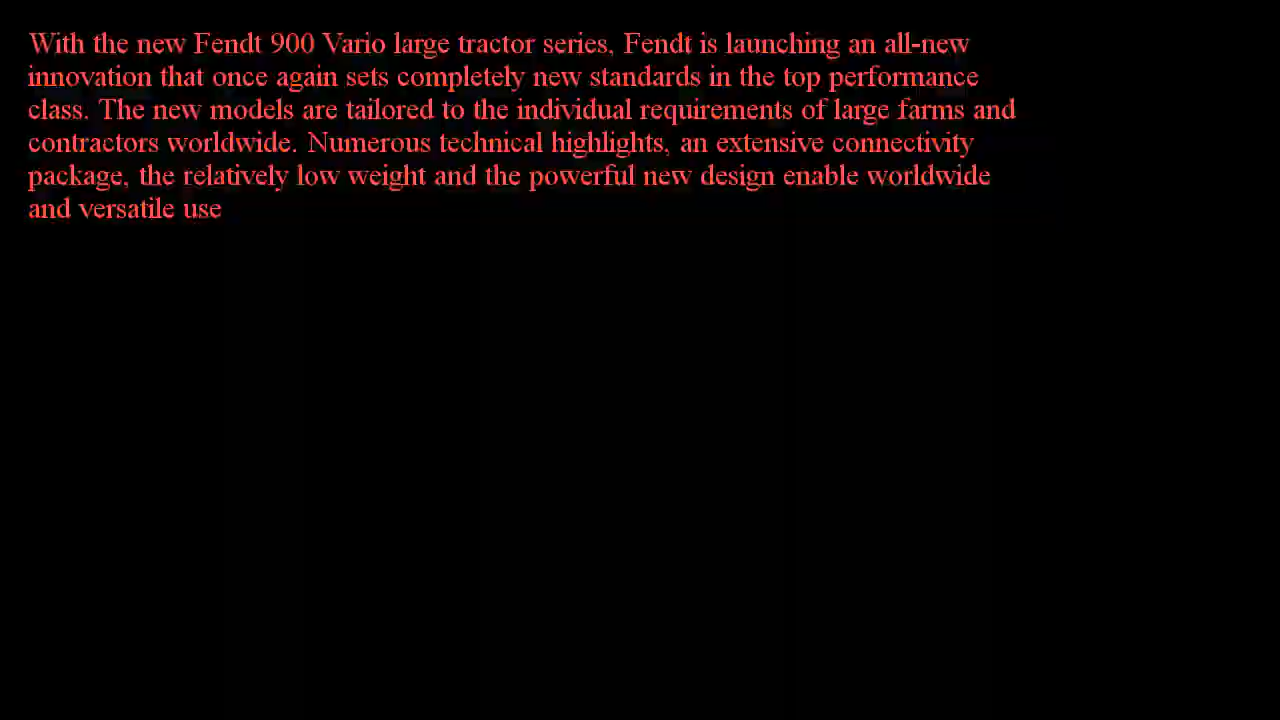 With the new Fendt 900 Vario large tractor series, Fendt is launching an all-new
innovation that once again sets completely new standards in the top performance
class. The new models are tailored to the individual requirements of large farms and
contractors worldwide. Numerous technical highlights, an extensive connectivity
package, the relatively low weight and the powerful new design enable worldwide
and versatile use